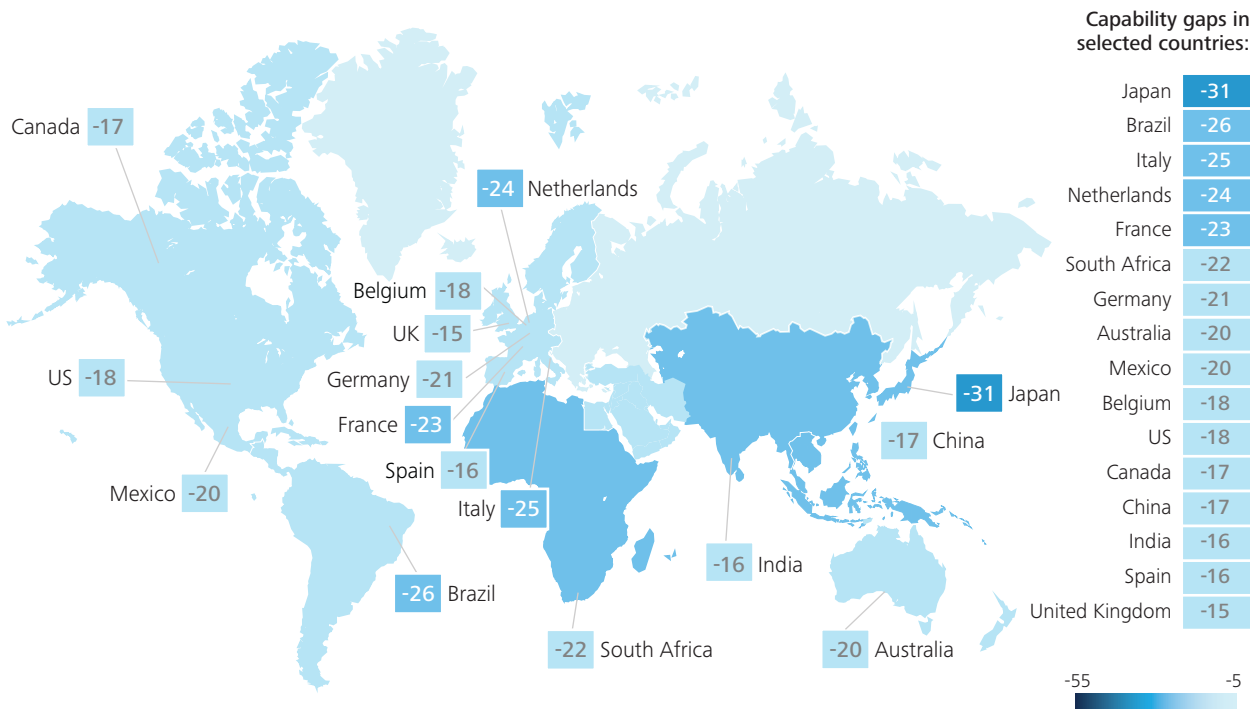 Capability gaps in
selected countries:
Canada -17
-24 Netherlands
Belgium -18
UK -15
US -18
Germany -21
-31 Japan
France -23
-17 China
Spain -16
Mexico -20
Italy -25
-16 India
-26 Brazil
-22 South Africa
-20 Australia
Japan -31
Brazil -26
Italy -25
Netherlands -24
France -23
South Africa -22
Germany -21
Australia -20
Mexico -20
Belgium -18
US -18
Canada -17
China -17
India -16
Spain -16
United Kingdom -15
-55 -5